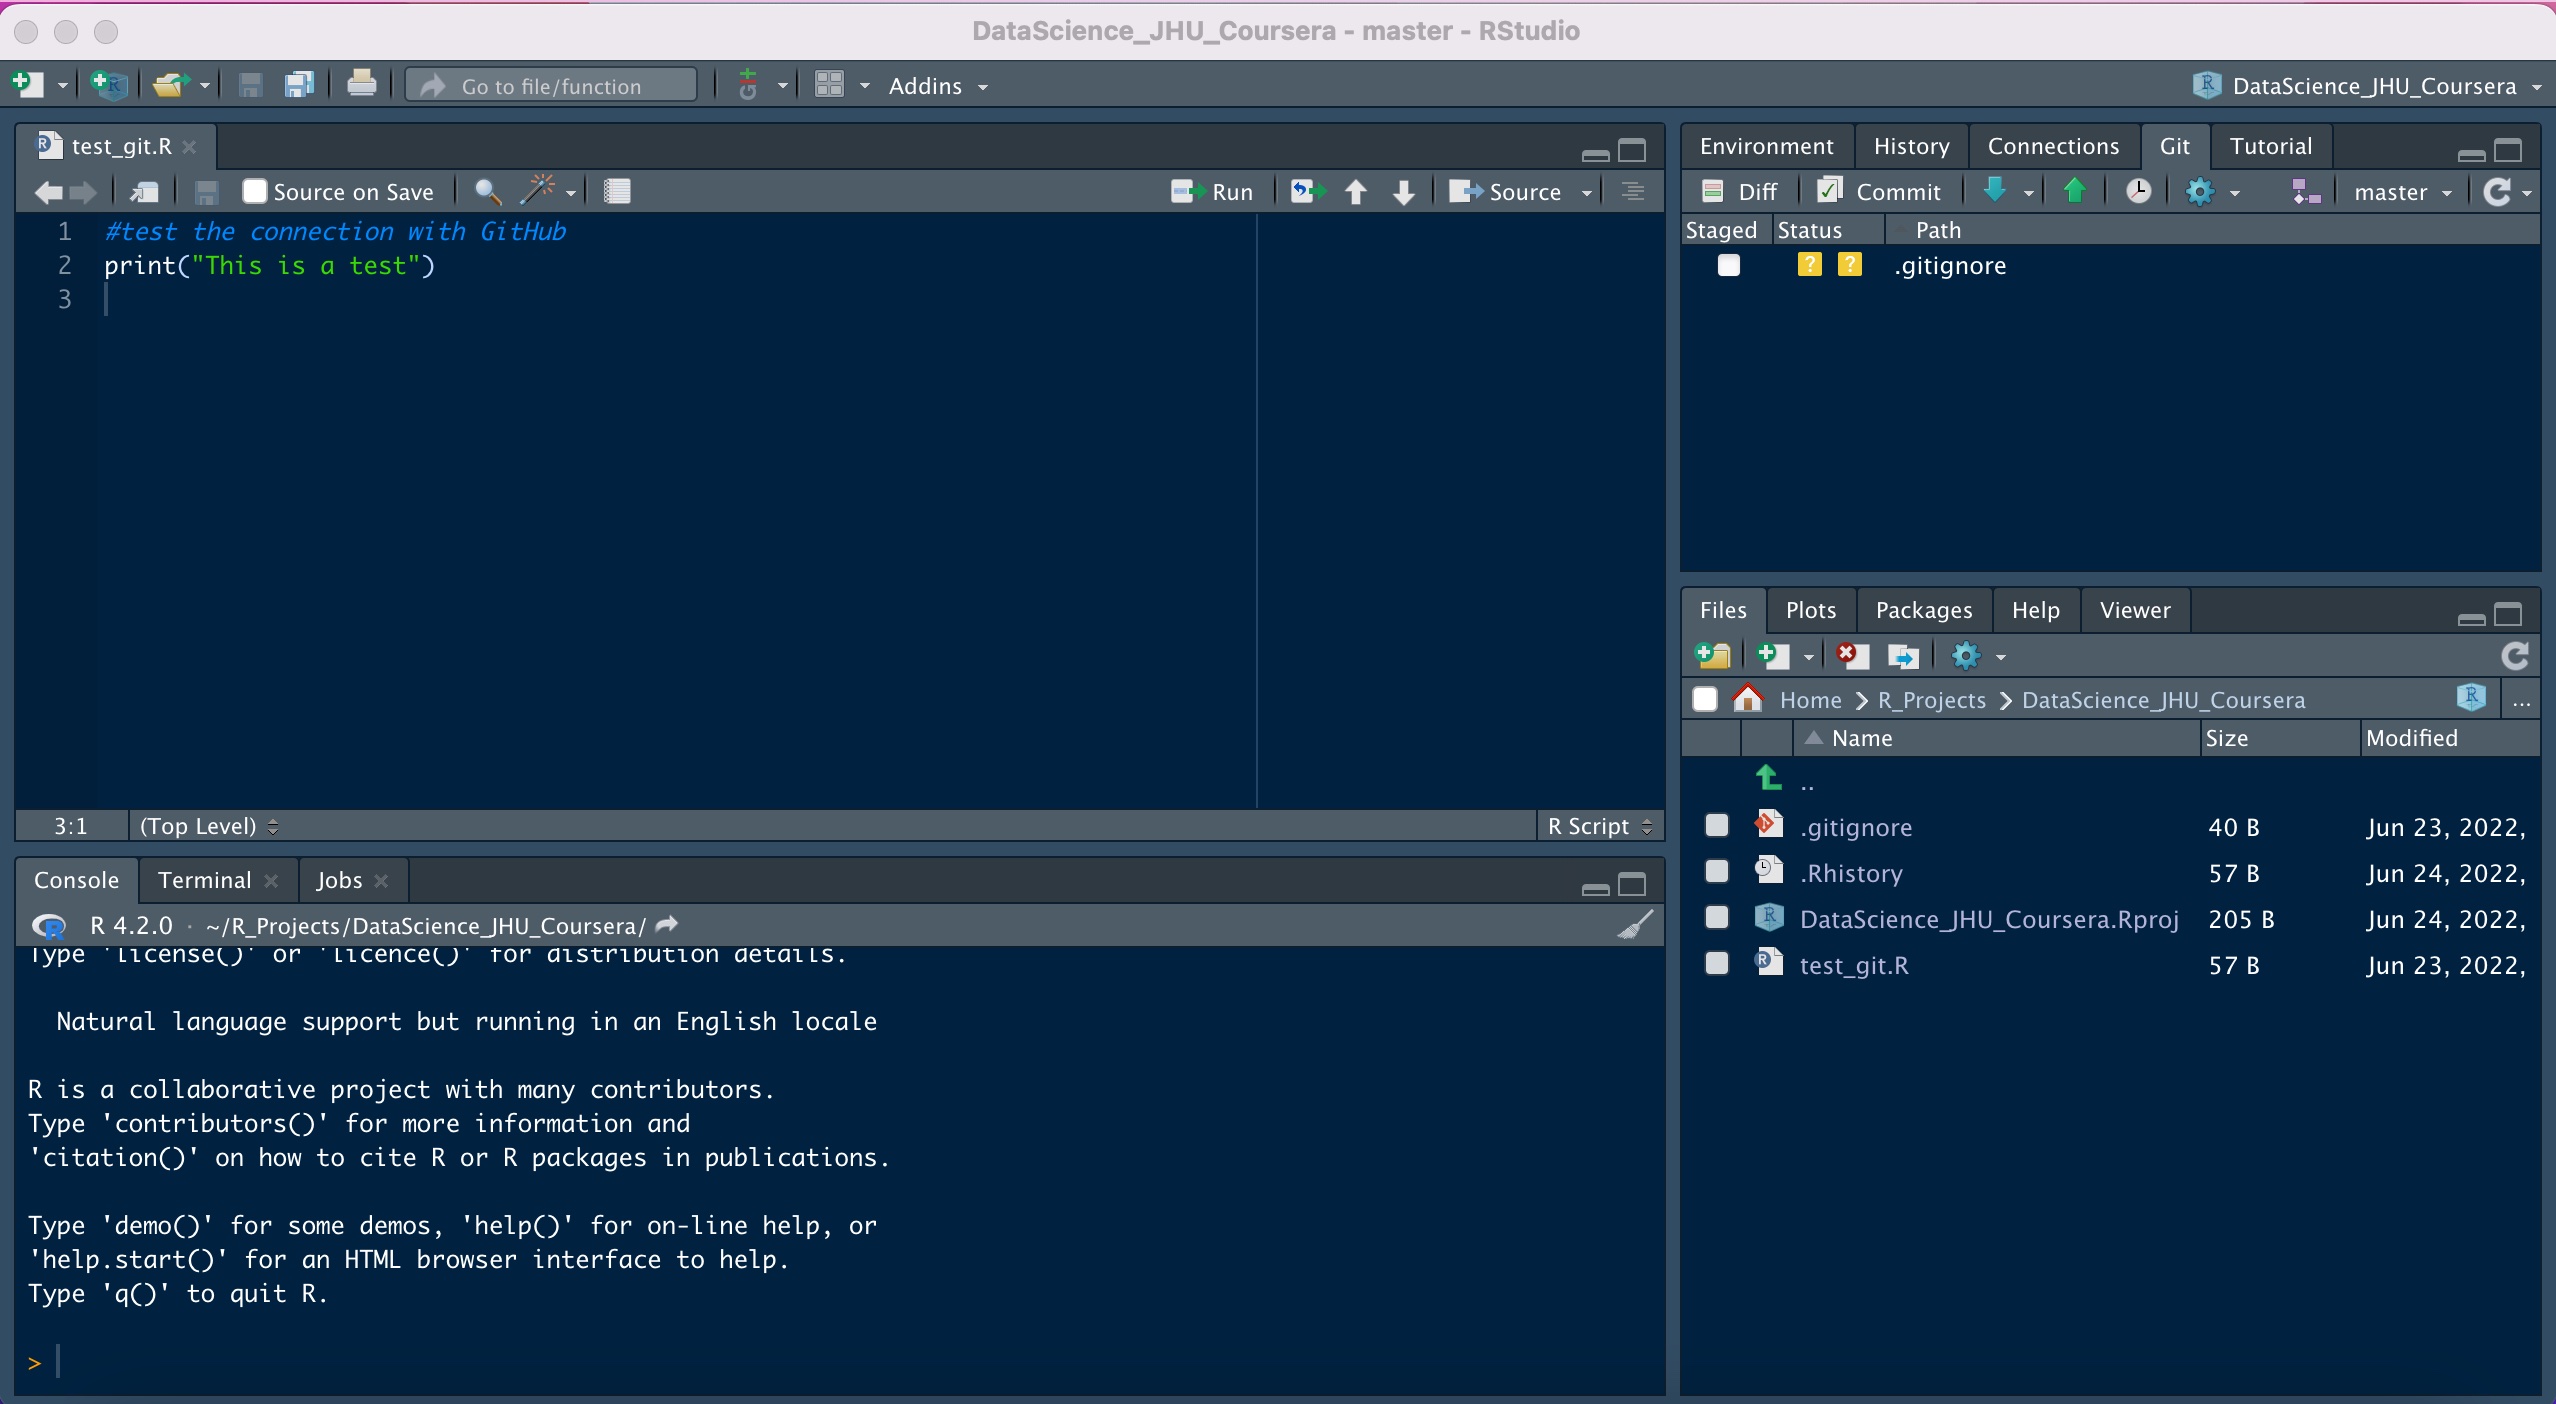 DataScience_JHU_Coursera - master - RStudio
Go to file/function
Addins
DataScience_JHU_Coursera
test_git.R
Source on Save
Run
Source
1 #test the connection with GitHub
2 print("This is a test")
3
3:1
(Top Level)
R Script
Console
Terminal
Jobs
R 4.2.0 · ~/R_Projects/DataScience_JHU_Coursera/
Type 'license()' or 'licence()' for distribution details.
Natural language support but running in an English locale
R is a collaborative project with many contributors.
Type 'contributors()' for more information and
'citation()' on how to cite R or R packages in publications.
Type 'demo()' for some demos, 'help()' for on-line help, or
'help.start()' for an HTML browser interface to help.
Type 'q()' to quit R.
>
Environment
History
Connections
Git
Tutorial
Diff
Commit
master
Staged Status Path
? ? .gitignore
Files
Plots
Packages
Help
Viewer
Home > R_Projects > DataScience_JHU_Coursera ...
Name Size Modified
..
.gitignore 40 B Jun 23, 2022,
.Rhistory 57 B Jun 24, 2022,
DataScience_JHU_Coursera.Rproj 205 B Jun 24, 2022,
test_git.R 57 B Jun 23, 2022,